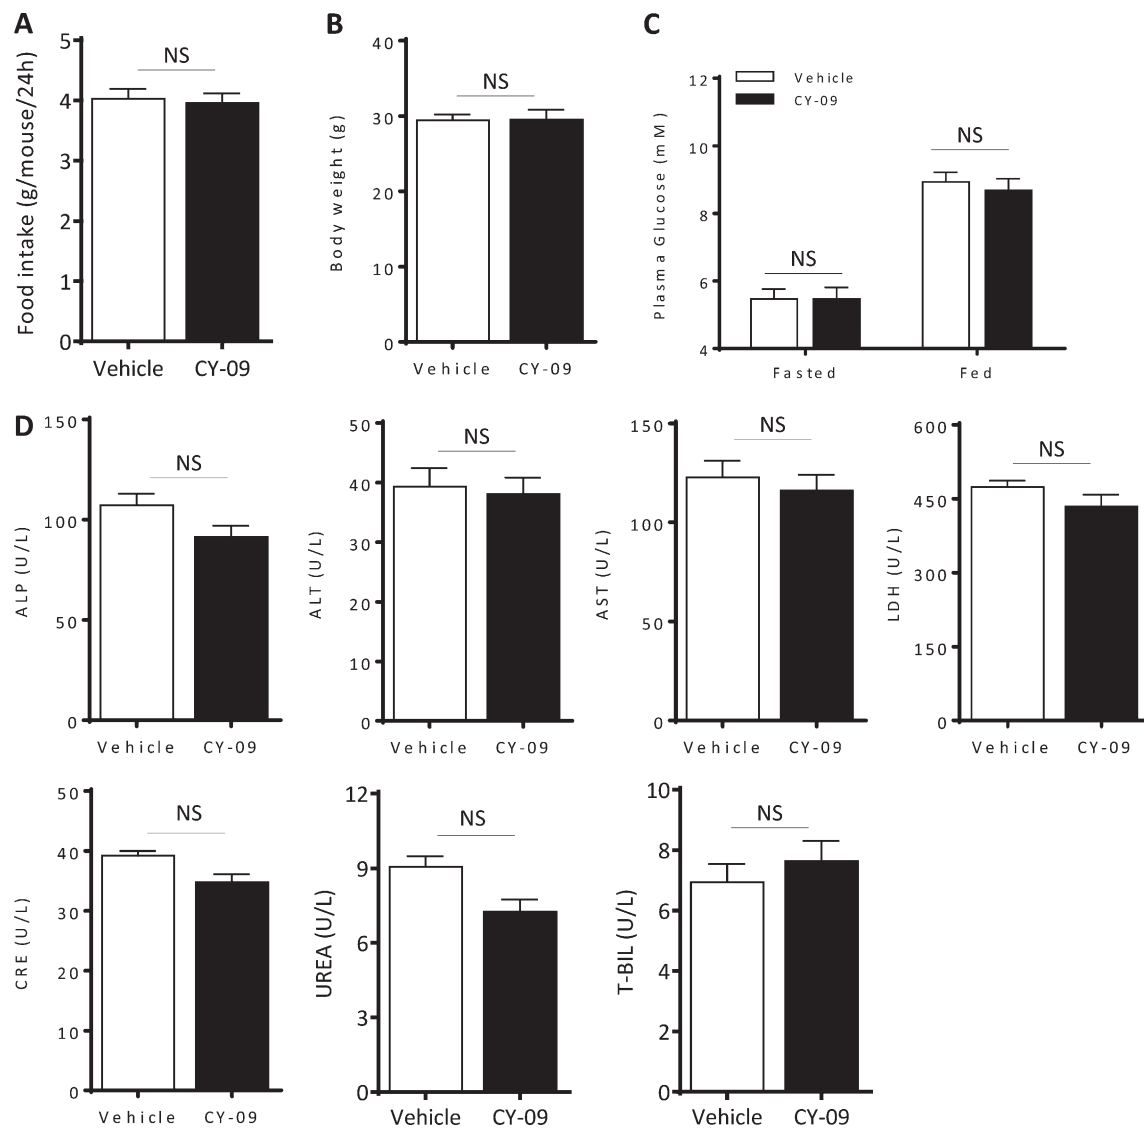 A
Food intake (g/mouse/24h)
5
4
3
2
1
0
NS
Vehicle CY-09
B
Body weight (g)
40
30
20
10
0
NS
Vehicle CY-09
C
Plasma Glucose (mM)
12
10
8
6
4
Vehicle
CY-09
NS
NS
Fasted Fed
D
ALP (U/L)
150
100
50
0
NS
Vehicle CY-09
ALT (U/L)
50
40
30
20
10
0
NS
Vehicle CY-09
AST (U/L)
150
100
50
0
NS
Vehicle CY-09
LDH (U/L)
600
450
300
150
0
NS
Vehicle CY-09
CRE (U/L)
50
40
30
20
10
0
NS
Vehicle CY-09
UREA (U/L)
12
9
6
3
0
NS
Vehicle CY-09
T-BIL (U/L)
10
8
6
4
2
0
NS
Vehicle CY-09